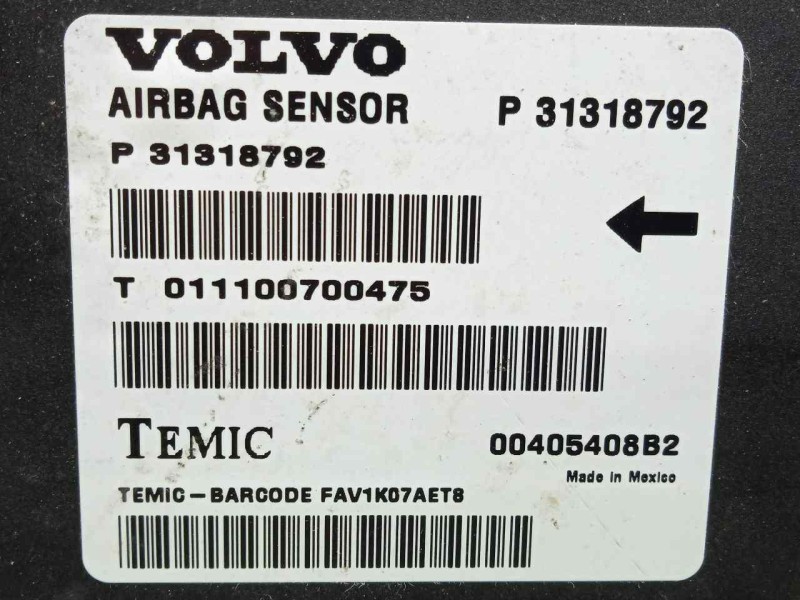 VOLVO
AIRBAG SENSOR P 31318792
P 31318792
T 011100700475
TEMIC 00405408B2
Made in Mexico
TEMIC-BARCODE FAV1K07AET8